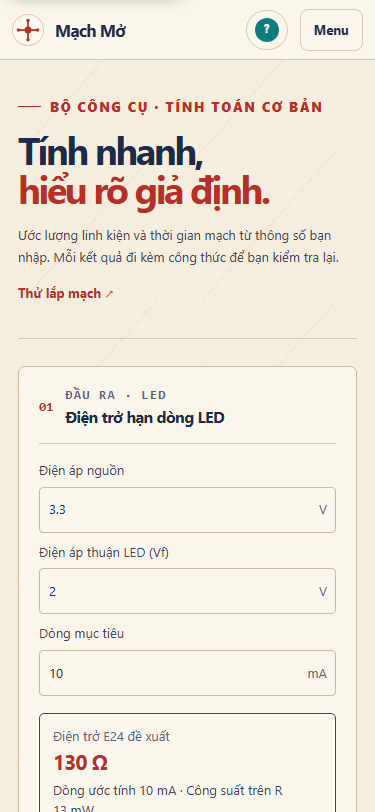 Mạch Mở
?
Menu
BỘ CÔNG CỤ · TÍNH TOÁN CƠ BẢN
Tính nhanh,
hiểu rõ giả định.
Ước lượng linh kiện và thời gian mạch từ thông số bạn
nhập. Mỗi kết quả đi kèm công thức để bạn kiểm tra lại.
Thử lắp mạch ↗
01
ĐẦU RA · LED
Điện trở hạn dòng LED
Điện áp nguồn
3.3 V
Điện áp thuận LED (Vf)
2 V
Dòng mục tiêu
10 mA
Điện trở E24 đề xuất
130 Ω
Dòng ước tính 10 mA · Công suất trên R
13 mW